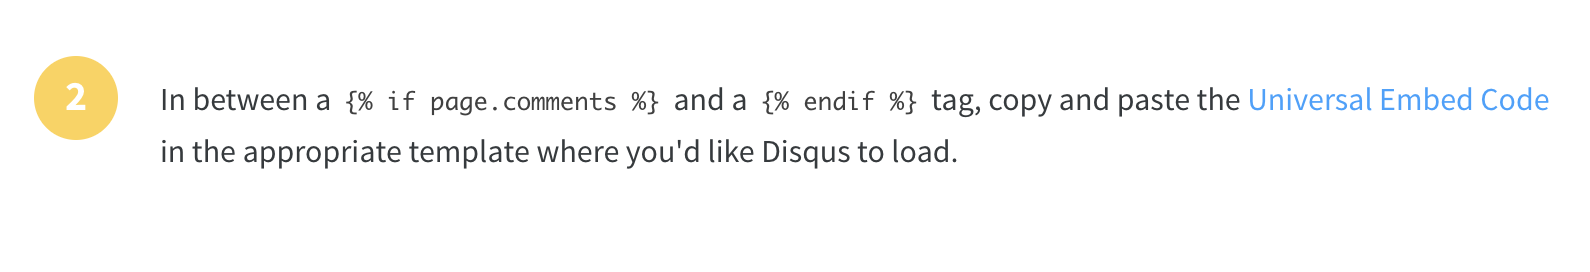 2
In between a {% if page.comments %} and a {% endif %} tag, copy and paste the Universal Embed Code
in the appropriate template where you'd like Disqus to load.